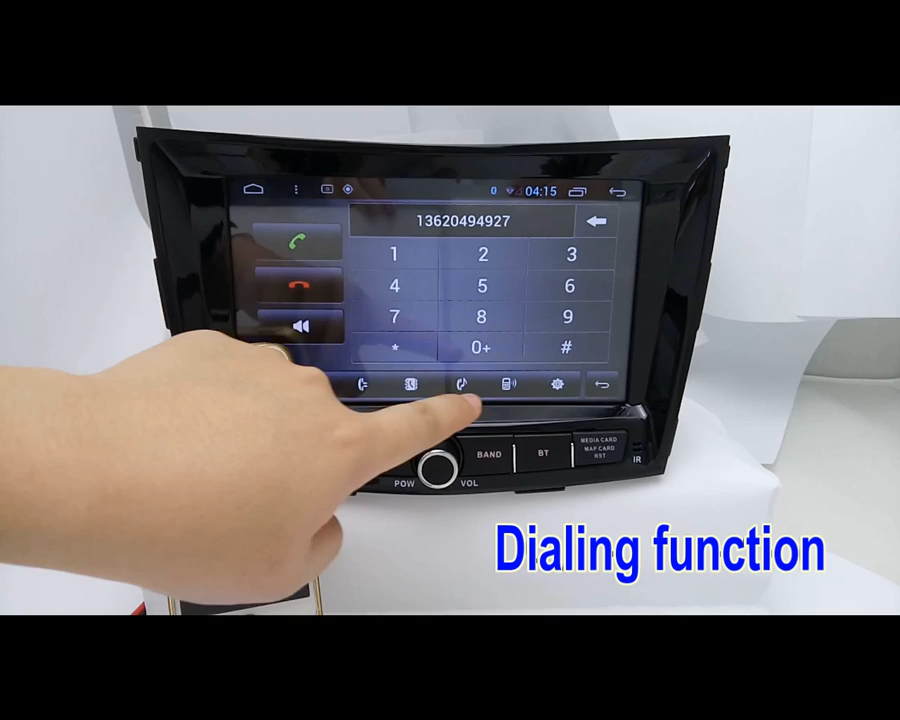 0 04:15
13620494927
1 2 3
4 5 6
7 8 9
* 0+ #
BAND
BT
MEDIA CARD
MAP CARD
RST
IR
POW VOL
Dialing function